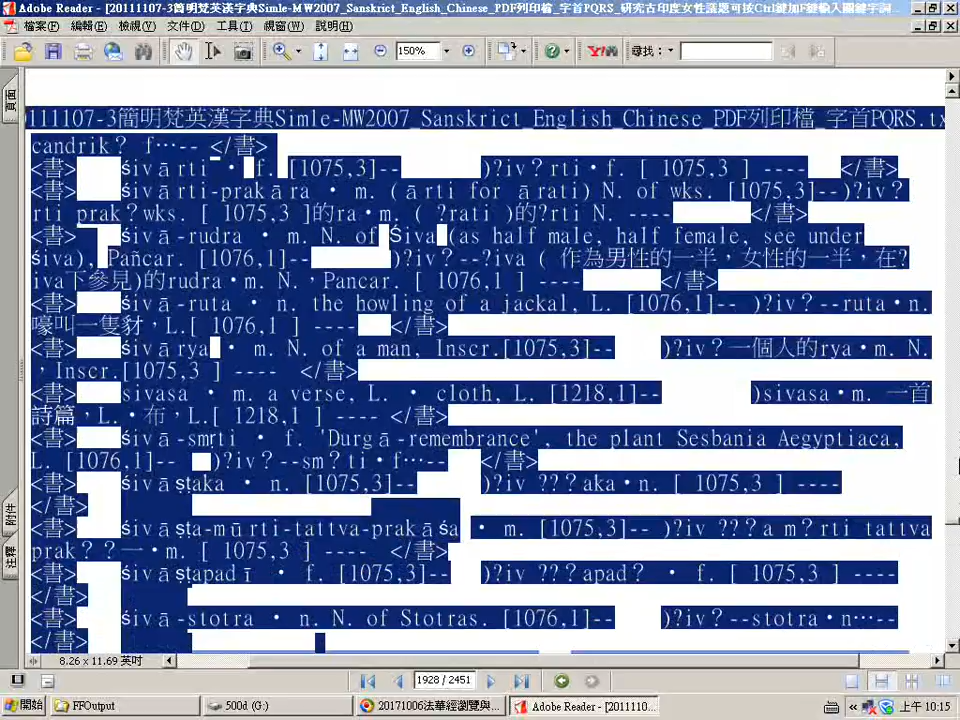 Adobe Reader - [20111107-3簡明梵英漢字典Simle-MW2007_Sanskrit_English_Chinese_PDF列印檔_字首PQRS_研究古印度女性議題可按Ctrl鍵加F鍵輸入關鍵字詞
檔案(F) 編輯(E) 檢視(V) 文件(D) 工具(T) 視窗(W) 說明(H)
150% 尋找:
頁面
附件
注釋
111107-3簡明梵英漢字典Simle-MW2007_Sanskrict_English_Chinese_PDF列印檔_字首PQRS.tx
candrik? f…-- </書>
<書> śivārti • f. [1075,3]-- )?iv?rti•f. [ 1075,3 ] ---- </書>
<書> śivārti-prakāra • m. (ārti for ārati) N. of wks. [1075,3]--)?iv?
rti prak?wks. [ 1075,3 ]的ra•m. ( ?rati )的?rti N. ---- </書>
<書> śivā-rudra • m. N. of Śiva (as half male, half female, see under
śiva), Pañcar. [1076,1]-- )?iv?--?iva ( 作為男性的一半，女性的一半，在?
iva下參見)的rudra•m. N.，Pancar. [ 1076,1 ] ---- </書>
<書> śivā-ruta • n. the howling of a jackal, L. [1076,1]-- )?iv?--ruta•n.
嚎叫一隻豺，L.[ 1076,1 ] ---- </書>
<書> śivārya • m. N. of a man, Inscr.[1075,3]-- )?iv?一個人的rya•m. N.
，Inscr.[1075,3 ] ---- </書>
<書> sivasa • m. a verse, L. • cloth, L. [1218,1]-- )sivasa•m. 一首
詩篇，L.•布，L.[ 1218,1 ] ---- </書>
<書> śivā-smṛti • f. 'Durgā-remembrance', the plant Sesbania Aegyptiaca,
L. [1076,1]-- )?iv?--sm?ti•f…-- </書>
<書> śivāṣṭaka • n. [1075,3]-- )?iv ???aka•n. [ 1075,3 ] ----
</書>
<書> śivāṣṭa-mūrti-tattva-prakāśa • m. [1075,3]-- )?iv ???a m?rti tattva
prak??一•m. [ 1075,3 ] ---- </書>
<書> śivāṣṭapadī • f. [1075,3]-- )?iv ???apad? • f. [ 1075,3 ] ----
</書>
<書> śivā-stotra • n. N. of Stotras. [1076,1]-- )?iv?--stotra•n…--
</書>
8.26 x 11.69 英吋
1928 / 2451
開始 FFOutput 500d (G:) 20171006法華經瀏覽與... Adobe Reader - [2011110... 上午 10:15